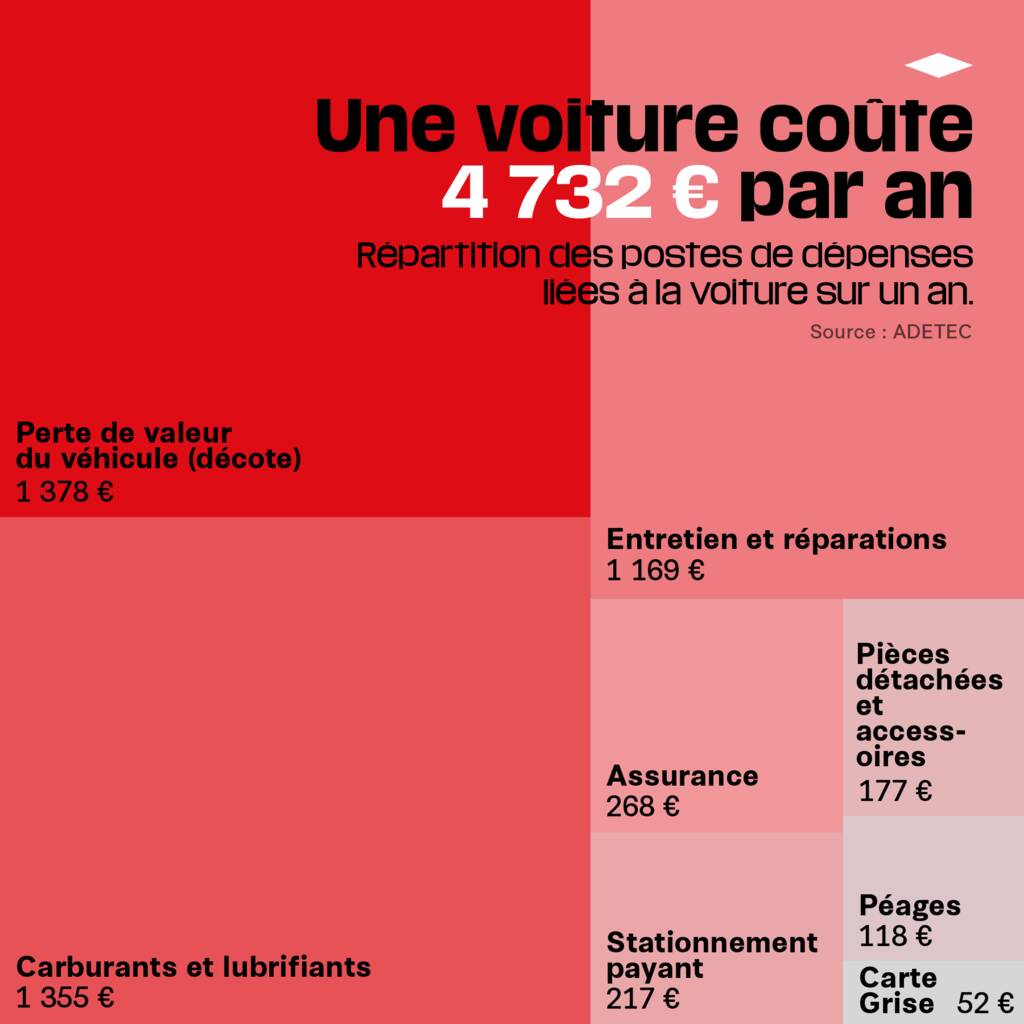 Une voiture coûte
4 732 € par an
Répartition des postes de dépenses
liées à la voiture sur un an.
Source : ADETEC
Perte de valeur
du véhicule (décote)
1 378 €
Entretien et réparations
1 169 €
Carburants et lubrifiants
1 355 €
Assurance
268 €
Pièces
détachées
et
access-
oires
177 €
Stationnement
payant
217 €
Péages
118 €
Carte
Grise 52 €